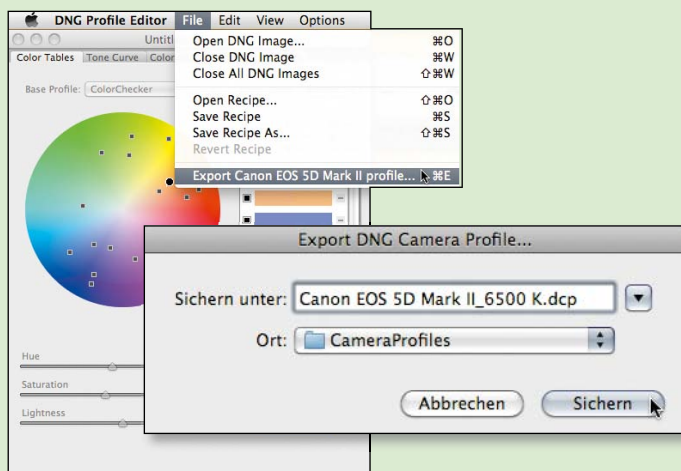 DNG Profile Editor File Edit View Options
Untitl
Color Tables Tone Curve Color
Base Profile: ColorChecker
Open DNG Image... ⌘O
Close DNG Image ⌘W
Close All DNG Images ⇧⌘W
Open Recipe... ⇧⌘O
Save Recipe ⌘S
Save Recipe As... ⇧⌘S
Revert Recipe
Export Canon EOS 5D Mark II profile... ⌘E
Export DNG Camera Profile...
Sichern unter: Canon EOS 5D Mark II_6500 K.dcp
Ort: CameraProfiles
Abbrechen Sichern
Hue
Saturation
Lightness